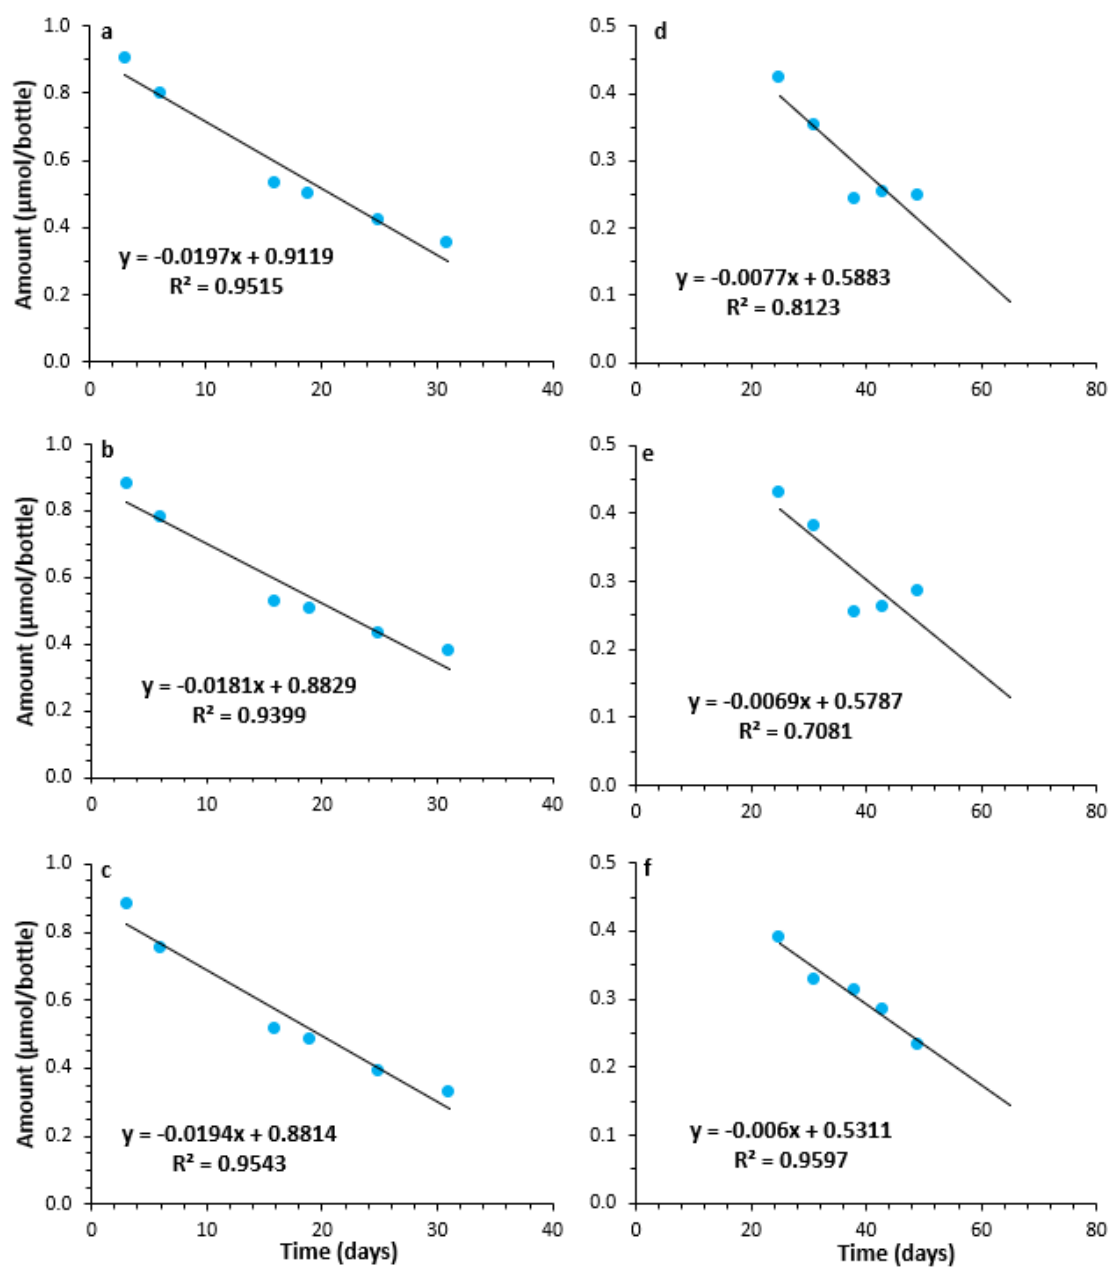 a
Amount (µmol/bottle)
1.0
0.8
0.6
0.4
0.2
0.0
y = -0.0197x + 0.9119
R² = 0.9515
0 10 20 30 40
d
0.5
0.4
0.3
0.2
0.1
0.0
y = -0.0077x + 0.5883
R² = 0.8123
0 20 40 60 80
b
Amount (µmol/bottle)
1.0
0.8
0.6
0.4
0.2
0.0
y = -0.0181x + 0.8829
R² = 0.9399
0 10 20 30 40
e
0.5
0.4
0.3
0.2
0.1
0.0
y = -0.0069x + 0.5787
R² = 0.7081
0 20 40 60 80
c
Amount (µmol/bottle)
1.0
0.8
0.6
0.4
0.2
0.0
y = -0.0194x + 0.8814
R² = 0.9543
0 10 20 30 40
Time (days)
f
0.5
0.4
0.3
0.2
0.1
0.0
y = -0.006x + 0.5311
R² = 0.9597
0 20 40 60 80
Time (days)